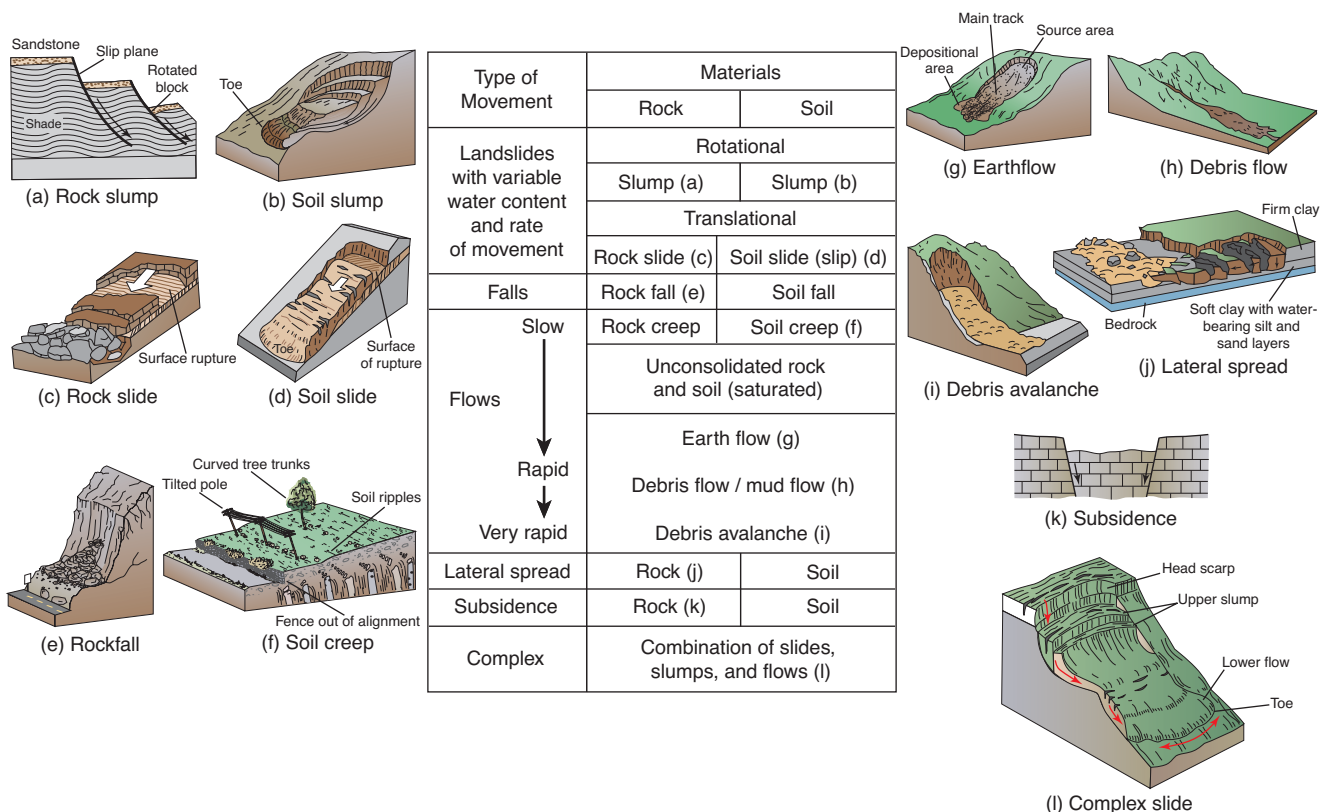 Sandstone
Slip plane
Rotated
block
Shade
(a) Rock slump
Toe
(b) Soil slump
Surface rupture
(c) Rock slide
Toe
Surface
of rupture
(d) Soil slide
(e) Rockfall
Curved tree trunks
Tilted pole
Soil ripples
Fence out of alignment
(f) Soil creep
Type of
Movement
Materials
Rock
Soil
Landslides
with variable
water content
and rate
of movement
Rotational
Slump (a)
Slump (b)
Translational
Rock slide (c)
Soil slide (slip) (d)
Falls
Rock fall (e)
Soil fall
Flows
Slow
Rapid
Very rapid
Rock creep
Soil creep (f)
Unconsolidated rock
and soil (saturated)
Earth flow (g)
Debris flow / mud flow (h)
Debris avalanche (i)
Lateral spread
Rock (j)
Soil
Subsidence
Rock (k)
Soil
Complex
Combination of slides,
slumps, and flows (l)
Main track
Source area
Depositional
area
(g) Earthflow
(h) Debris flow
(i) Debris avalanche
Firm clay
Bedrock
Soft clay with water-
bearing silt and
sand layers
(j) Lateral spread
(k) Subsidence
Head scarp
Upper slump
Lower flow
Toe
(l) Complex slide